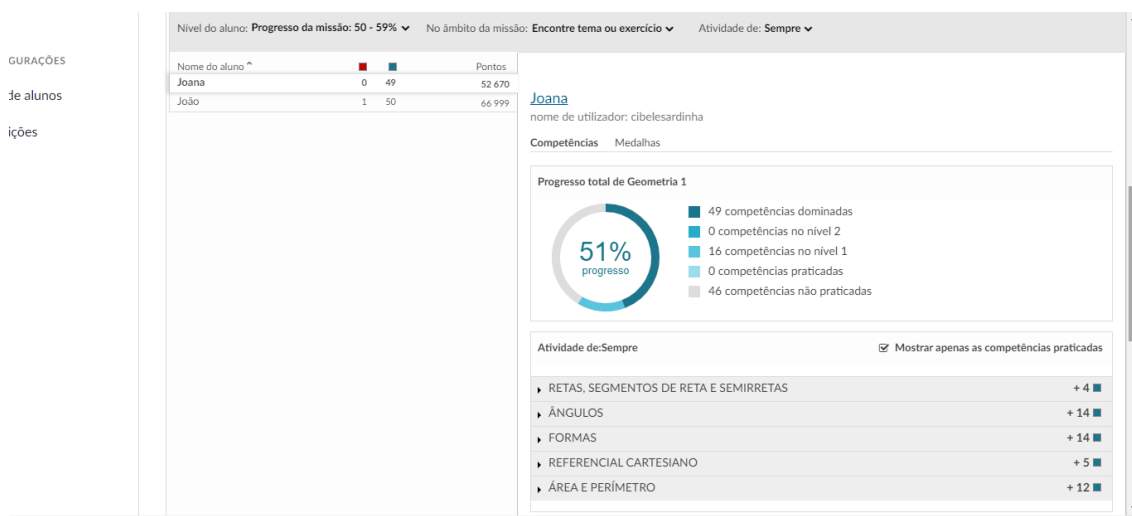 Nível do aluno: Progresso da missão: 50 - 59% No âmbito da missão: Encontre tema ou exercício Atividade de: Sempre
GURAÇÕES
de alunos
ições
Nome do aluno Pontos
Joana 0 49 52 670
João 1 50 66 999
Joana
nome de utilizador: cibelesardinha
Competências Medalhas
Progresso total de Geometria 1
51%
progresso
49 competências dominadas
0 competências no nível 2
16 competências no nível 1
0 competências praticadas
46 competências não praticadas
Atividade de:Sempre Mostrar apenas as competências praticadas
RETAS, SEGMENTOS DE RETA E SEMIRRETAS + 4
ÂNGULOS + 14
FORMAS + 14
REFERENCIAL CARTESIANO + 5
ÁREA E PERÍMETRO + 12